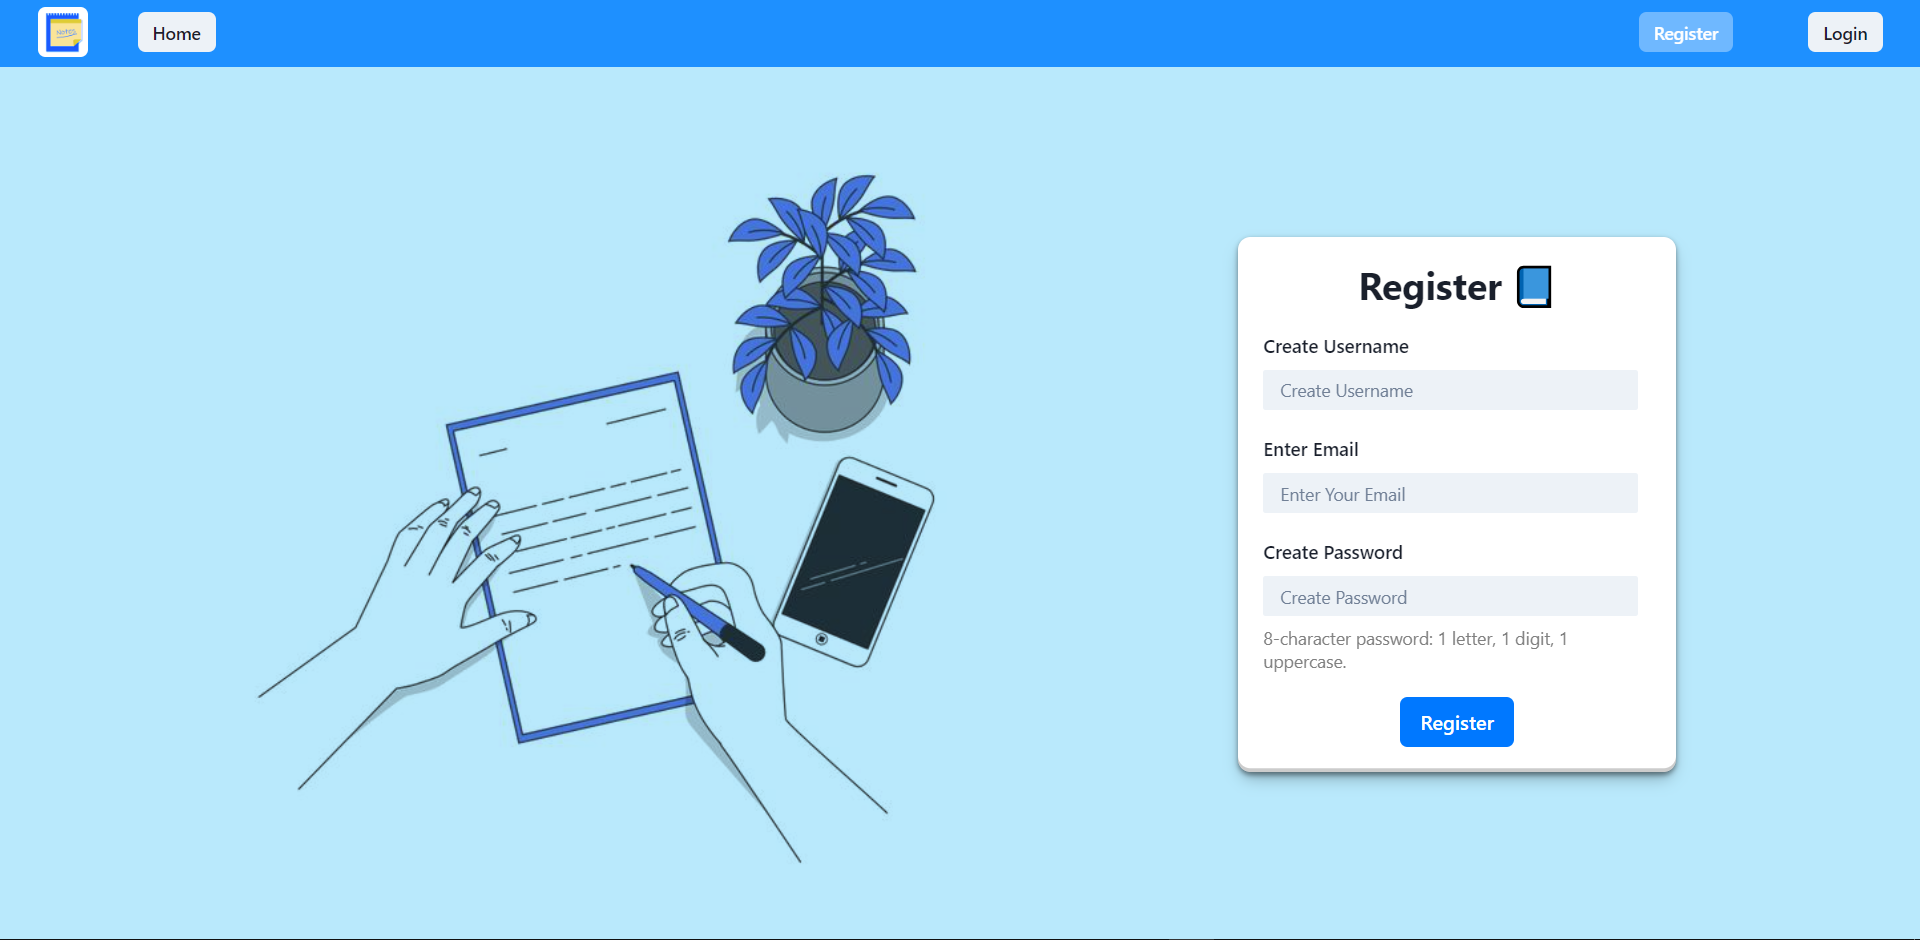 Notes
Home
Register
Login
Register
Create Username
Create Username
Enter Email
Enter Your Email
Create Password
Create Password
8-character password: 1 letter, 1 digit, 1
uppercase.
Register